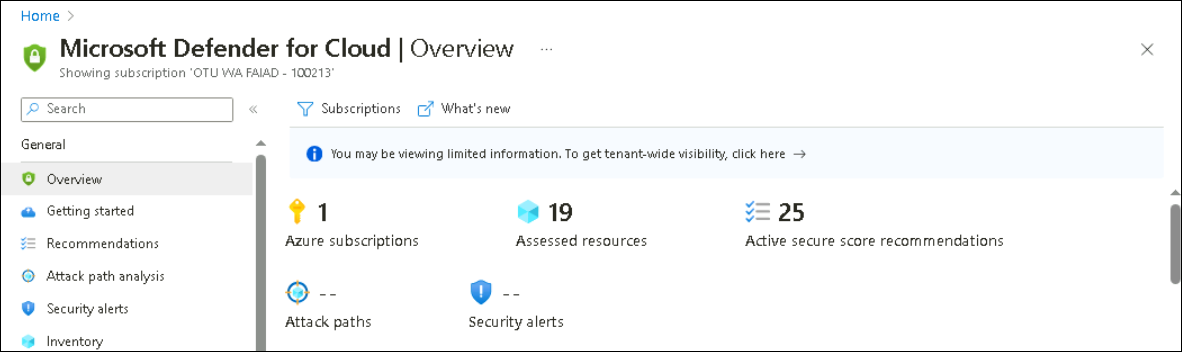 Home >
Microsoft Defender for Cloud | Overview ...
Showing subscription 'OTU WA FAIAD - 100213'
Search «
Subscriptions What's new
General
You may be viewing limited information. To get tenant-wide visibility, click here →
Overview
Getting started
Recommendations
Attack path analysis
Security alerts
Inventory
1
Azure subscriptions
19
Assessed resources
25
Active secure score recommendations
--
Attack paths
--
Security alerts